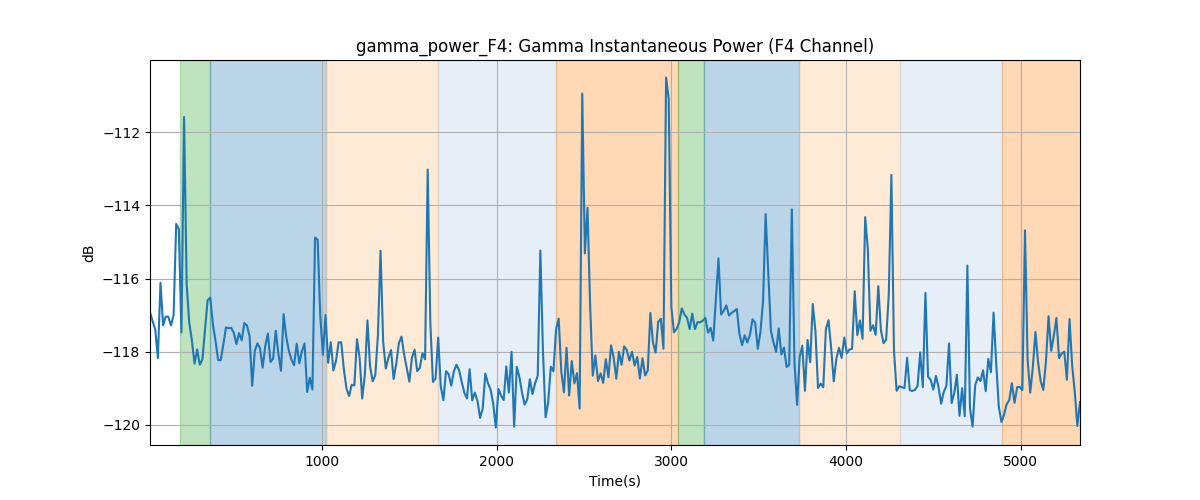 gamma_power_F4: Gamma Instantaneous Power (F4 Channel)
dB
−112
−114
−116
−118
−120
1000 2000 3000 4000 5000
Time(s)